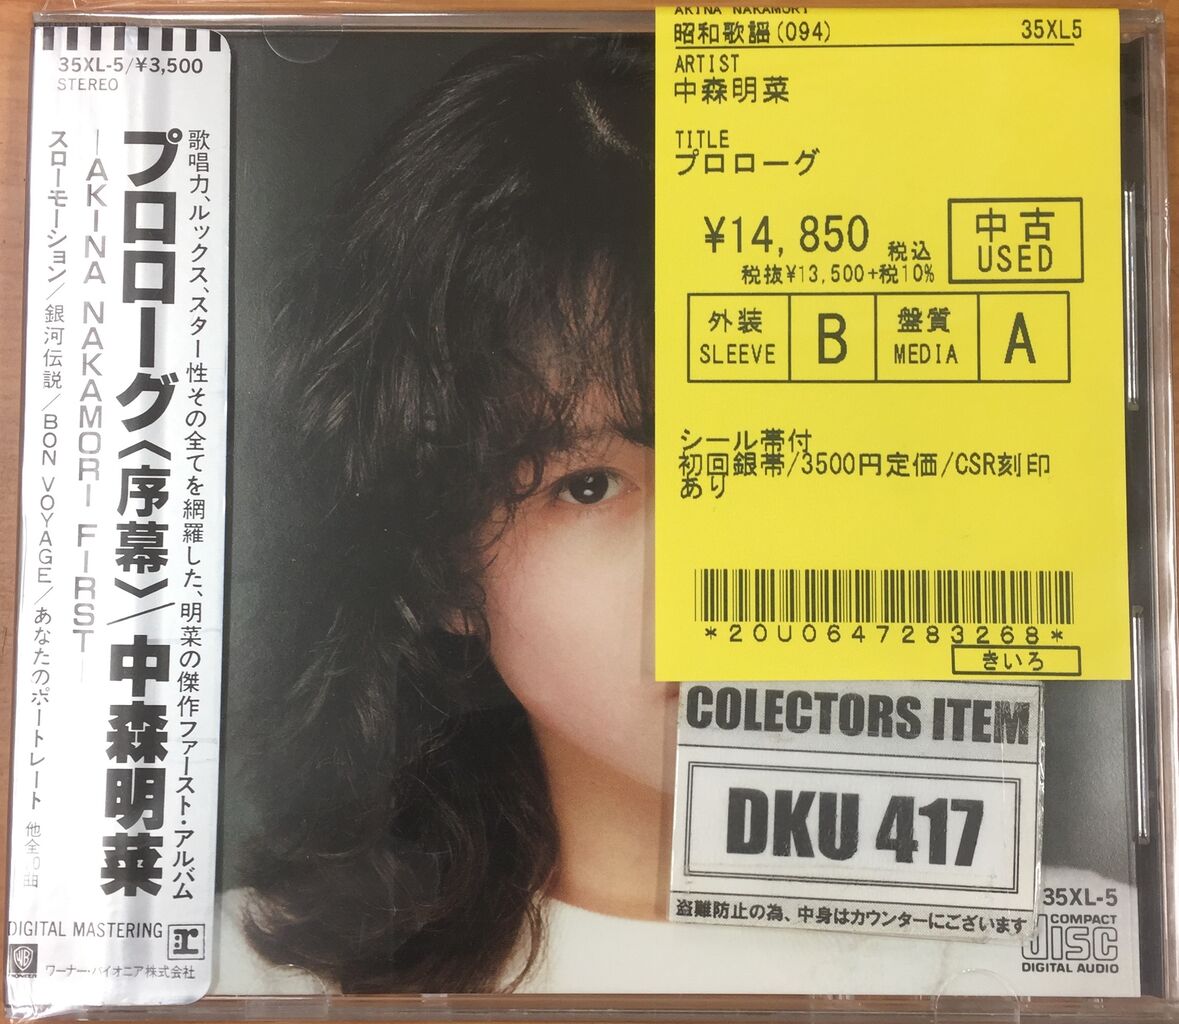 35XL-5/¥3,500
STEREO
歌唱力、ルックス、スター性その全てを網羅した、明菜の傑作ファースト・アルバム
プロローグ〈序幕〉/中森明菜
—AKINA NAKAMORI FIRST—
スローモーション/銀河伝説/BON VOYAGE/あなたのポートレート 他全10曲
DIGITAL MASTERING r
WB
PIONEER
ワーナー・パイオニア株式会社
AKINA NAKAMORI
昭和歌謡(094) 35XL5
ARTIST
中森明菜
TITLE
プロローグ
¥14,850 税込
税抜¥13,500+税10%
中古
USED
外装
SLEEVE
B
盤質
MEDIA
A
シール帯付
初回銀帯/3500円定価/CSR刻印
あり
*20U0647283268*
きいろ
COLECTORS ITEM
DKU 417
盗難防止の為、中身はカウンターにございます
35XL-5
COMPACT
disc
DIGITAL AUDIO